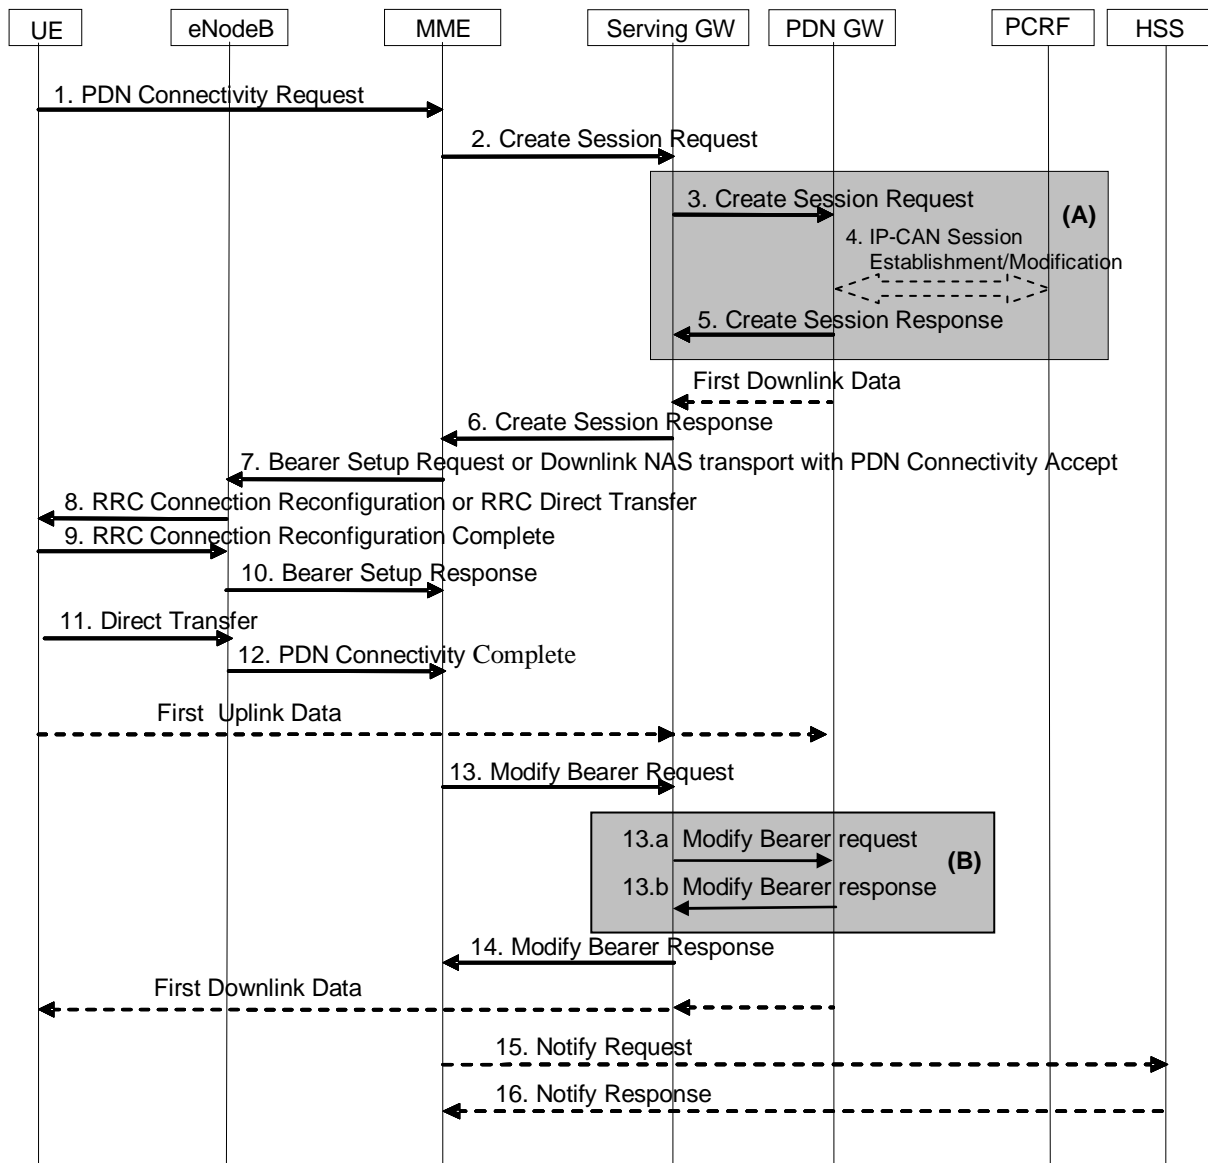 UE eNodeB MME Serving GW PDN GW PCRF HSS
1. PDN Connectivity Request
2. Create Session Request
3. Create Session Request
(A)
4. IP-CAN Session
Establishment/Modification
5. Create Session Response
First Downlink Data
6. Create Session Response
7. Bearer Setup Request or Downlink NAS transport with PDN Connectivity Accept
8. RRC Connection Reconfiguration or RRC Direct Transfer
9. RRC Connection Reconfiguration Complete
10. Bearer Setup Response
11. Direct Transfer
12. PDN Connectivity Complete
First Uplink Data
13. Modify Bearer Request
13.a Modify Bearer request
(B)
13.b Modify Bearer response
14. Modify Bearer Response
First Downlink Data
15. Notify Request
16. Notify Response